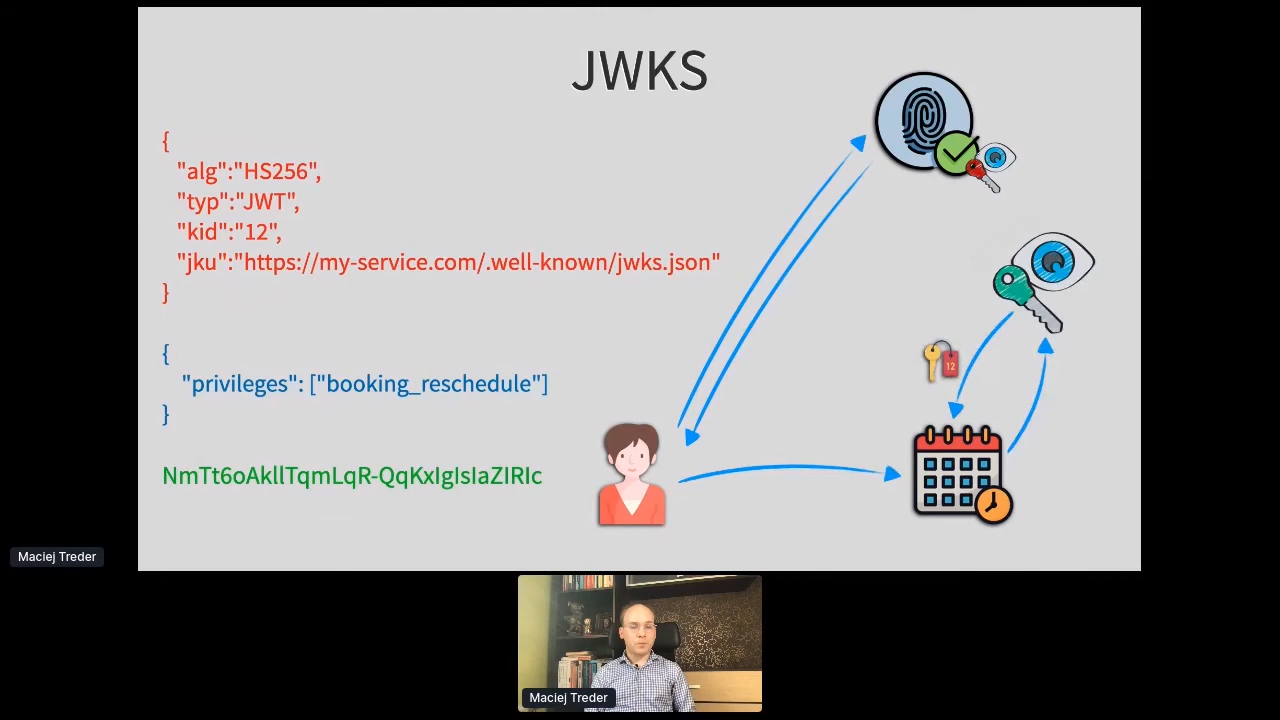 JWKS
{
"alg":"HS256",
"typ":"JWT",
"kid":"12",
"jku":"https://my-service.com/.well-known/jwks.json"
}
{
"privileges": ["booking_reschedule"]
}
NmTt6oAkllTqmLqR-QqKxIgIsIaZIRIc
12
Maciej Treder
Maciej Treder